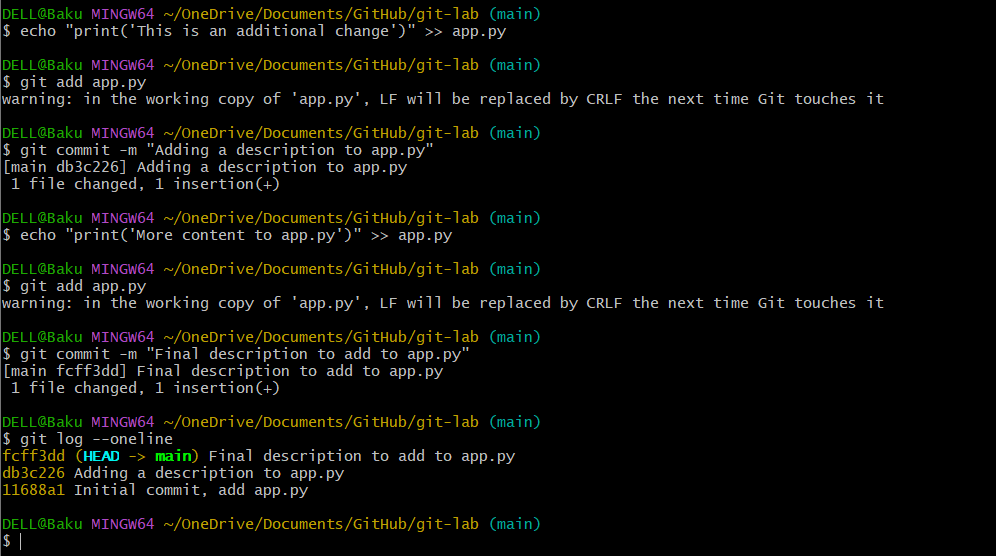 DELL@Baku MINGW64 ~/OneDrive/Documents/GitHub/git-lab (main)
$ echo "print('This is an additional change')" >> app.py
DELL@Baku MINGW64 ~/OneDrive/Documents/GitHub/git-lab (main)
$ git add app.py
warning: in the working copy of 'app.py', LF will be replaced by CRLF the next time Git touches it
DELL@Baku MINGW64 ~/OneDrive/Documents/GitHub/git-lab (main)
$ git commit -m "Adding a description to app.py"
[main db3c226] Adding a description to app.py
 1 file changed, 1 insertion(+)
DELL@Baku MINGW64 ~/OneDrive/Documents/GitHub/git-lab (main)
$ echo "print('More content to app.py')" >> app.py
DELL@Baku MINGW64 ~/OneDrive/Documents/GitHub/git-lab (main)
$ git add app.py
warning: in the working copy of 'app.py', LF will be replaced by CRLF the next time Git touches it
DELL@Baku MINGW64 ~/OneDrive/Documents/GitHub/git-lab (main)
$ git commit -m "Final description to add to app.py"
[main fcff3dd] Final description to add to app.py
 1 file changed, 1 insertion(+)
DELL@Baku MINGW64 ~/OneDrive/Documents/GitHub/git-lab (main)
$ git log --oneline
fcff3dd (HEAD -> main) Final description to add to app.py
db3c226 Adding a description to app.py
11688a1 Initial commit, add app.py
DELL@Baku MINGW64 ~/OneDrive/Documents/GitHub/git-lab (main)
$